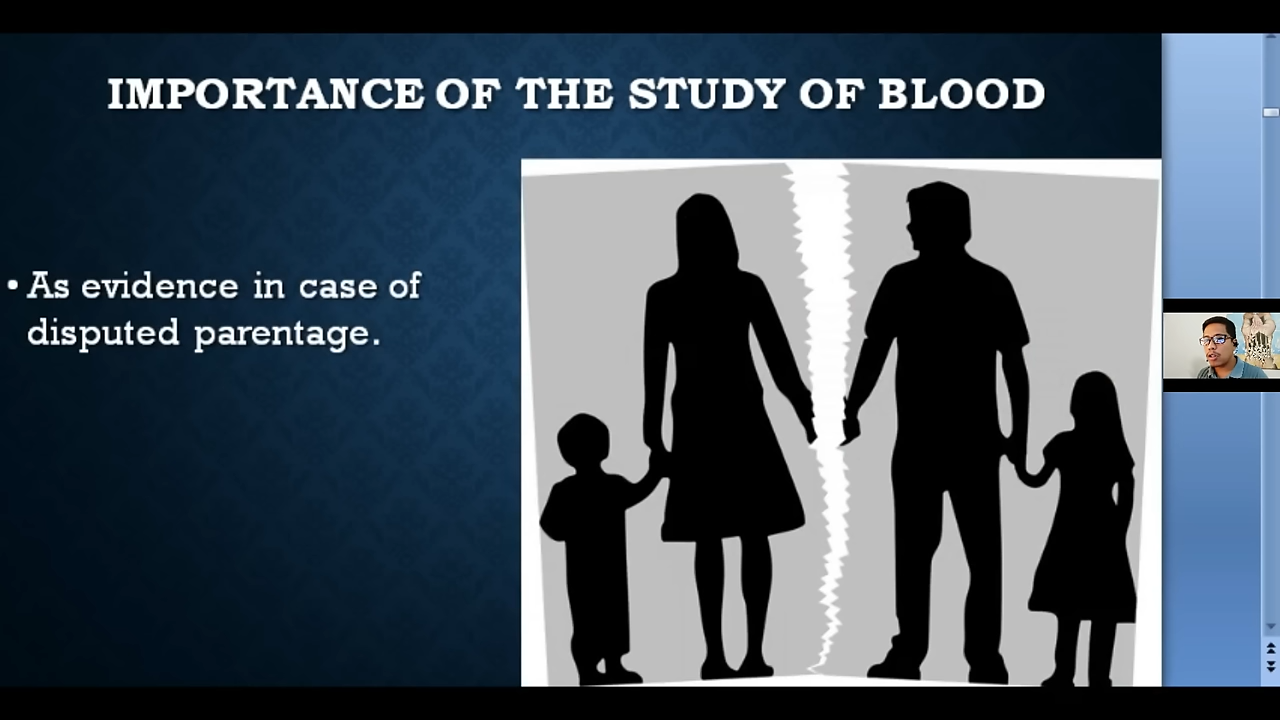 IMPORTANCE OF THE STUDY OF BLOOD
• As evidence in case of
disputed parentage.